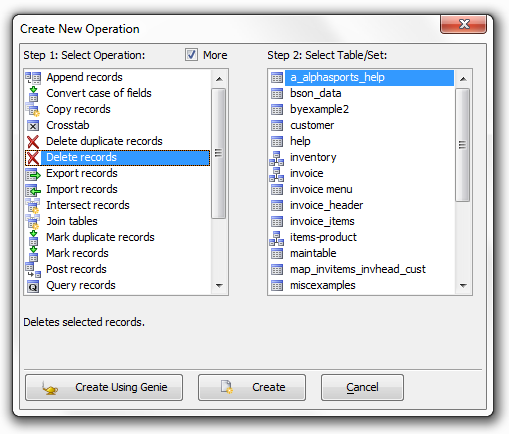 Create New Operation
Step 1: Select Operation:
More
Append records
Convert case of fields
Copy records
Crosstab
Delete duplicate records
Delete records
Export records
Import records
Intersect records
Join tables
Mark duplicate records
Mark records
Post records
Query records
Step 2: Select Table/Set:
a_alphasports_help
bson_data
byexample2
customer
help
inventory
invoice
invoice menu
invoice_header
invoice_items
items-product
maintable
map_invitems_invhead_cust
miscexamples
Deletes selected records.
Create Using Genie
Create
Cancel